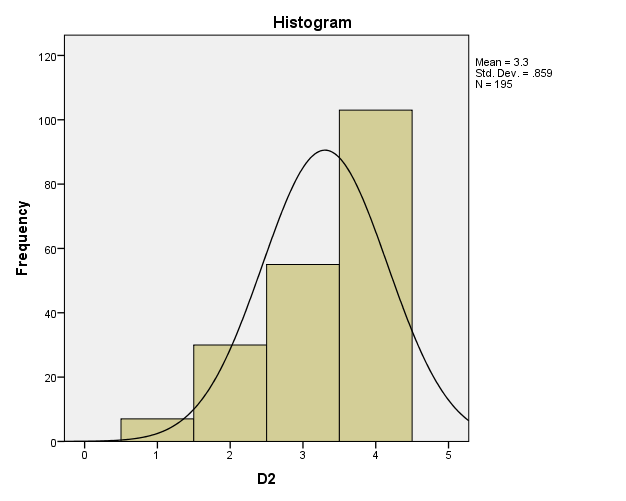 Histogram
120
100
80
60
40
20
0
Frequency
0 1 2 3 4 5
D2
Mean = 3.3
Std. Dev. = .859
N = 195